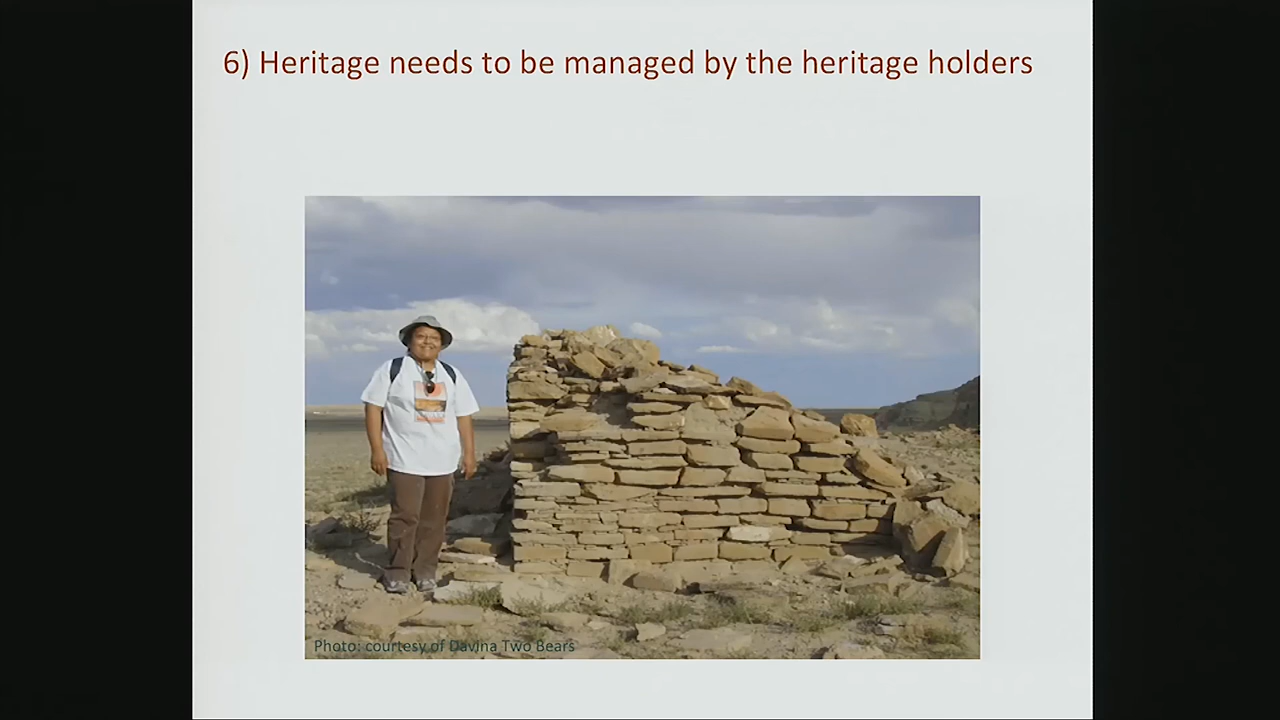 6) Heritage needs to be managed by the heritage holders
Photo: courtesy of Davina Two Bears